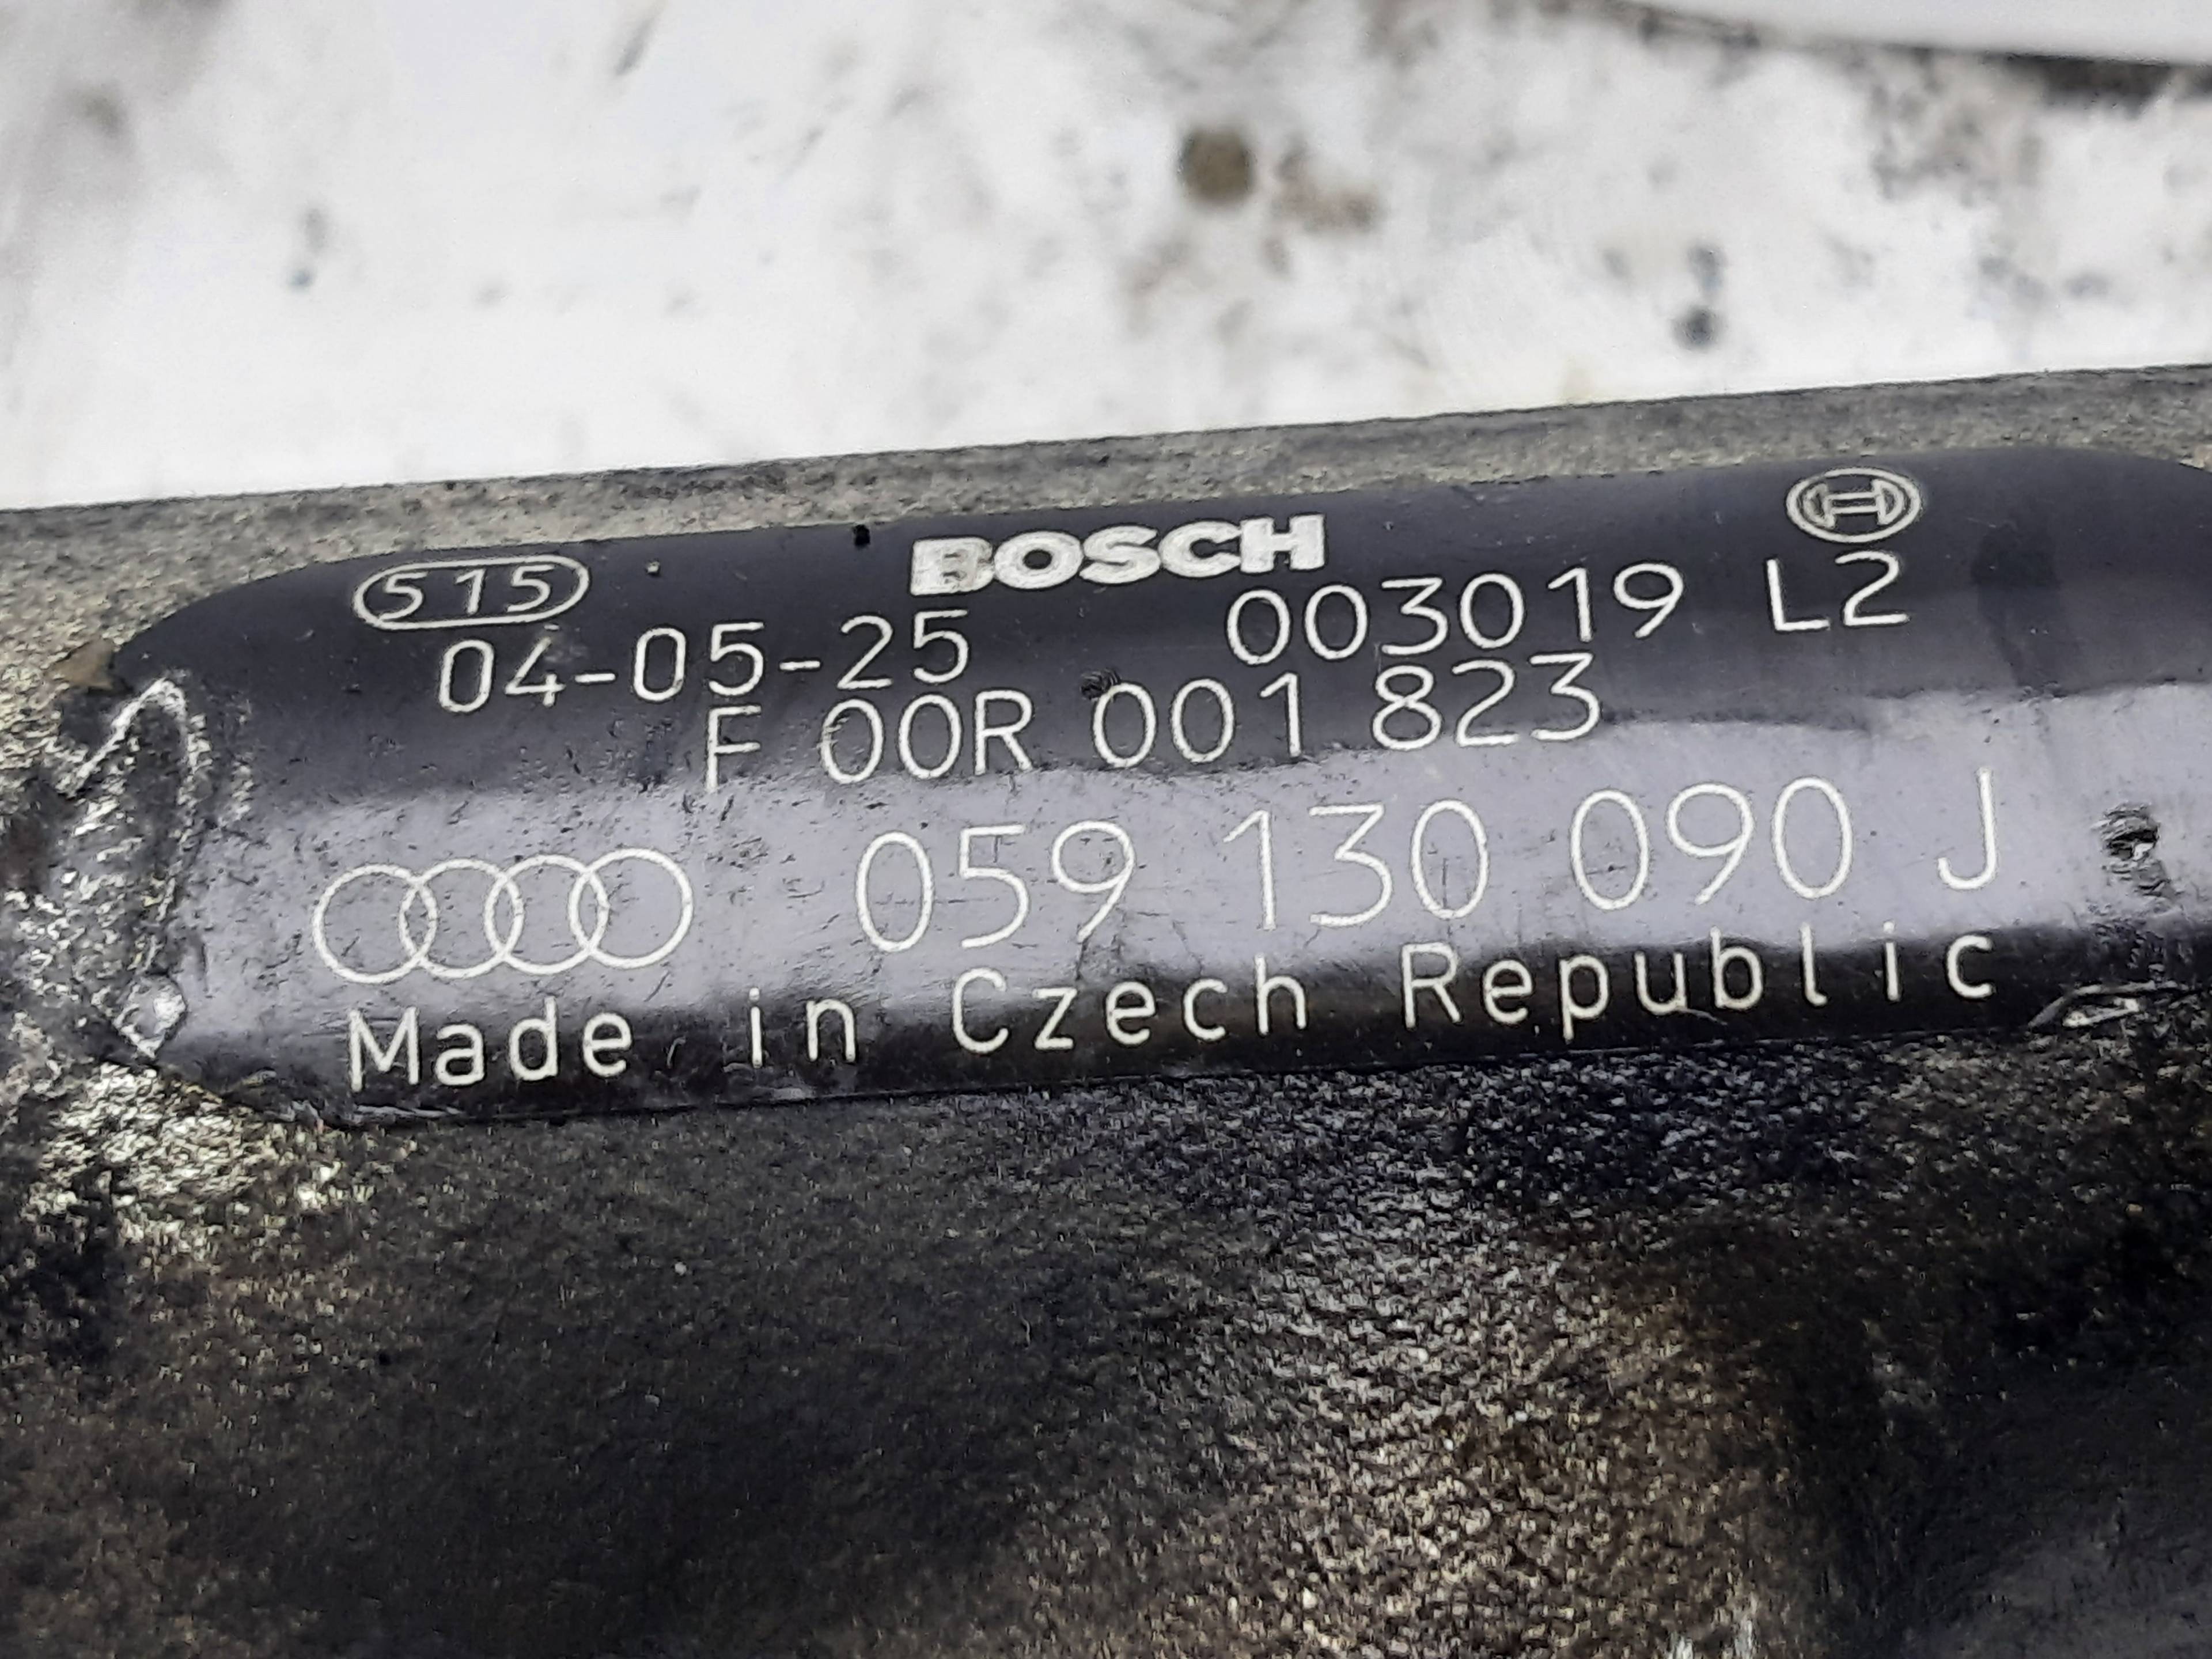 BOSCH
515
04-05-25 003019 L2
F 00R 001 823
059 130 090 J
Made in Czech Republic